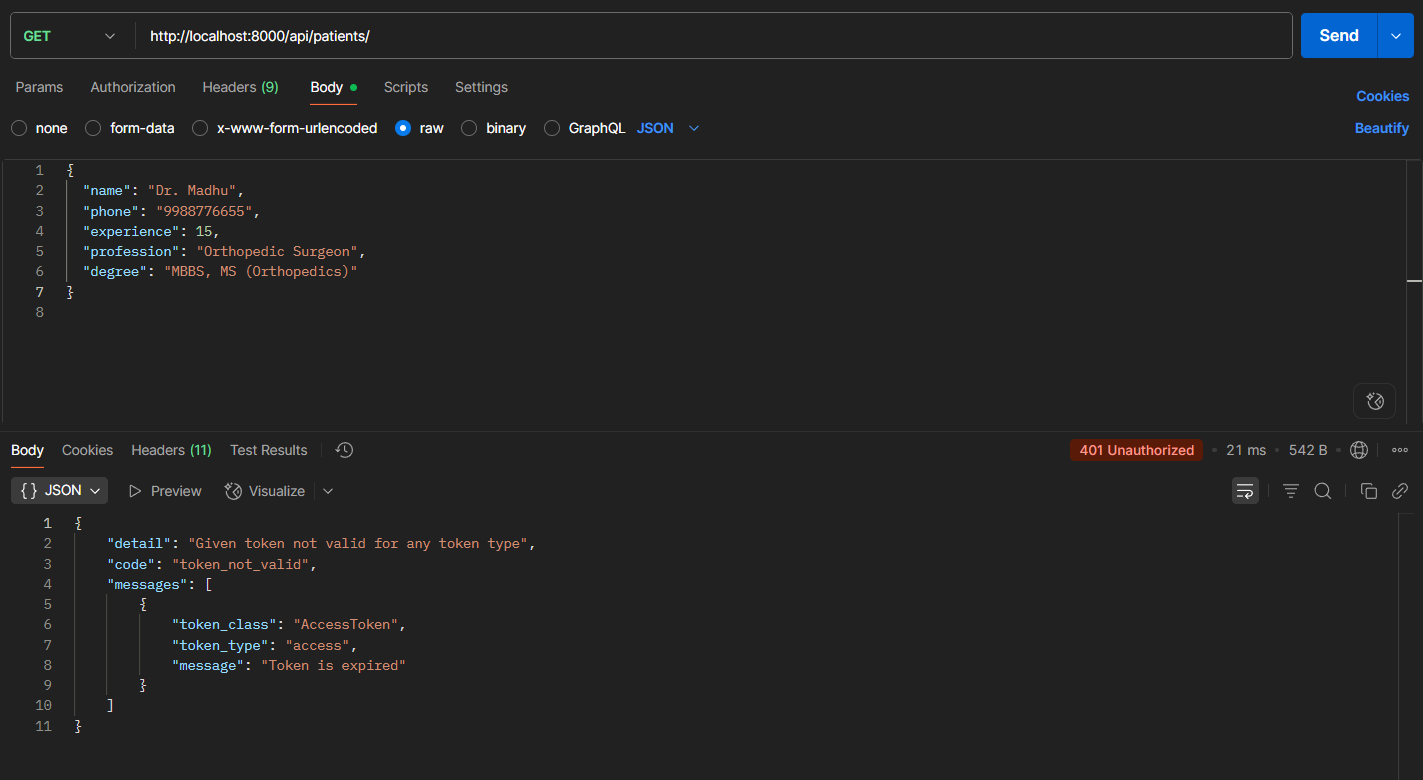 GET http://localhost:8000/api/patients/ Send
Params Authorization Headers (9) Body Scripts Settings Cookies
none form-data x-www-form-urlencoded raw binary GraphQL JSON Beautify
1 {
2 "name": "Dr. Madhu",
3 "phone": "9988776655",
4 "experience": 15,
5 "profession": "Orthopedic Surgeon",
6 "degree": "MBBS, MS (Orthopedics)"
7 }
8
Body Cookies Headers (11) Test Results 401 Unauthorized • 21 ms • 542 B •
{} JSON Preview Visualize
1 {
2 "detail": "Given token not valid for any token type",
3 "code": "token_not_valid",
4 "messages": [
5 {
6 "token_class": "AccessToken",
7 "token_type": "access",
8 "message": "Token is expired"
9 }
10 ]
11 }